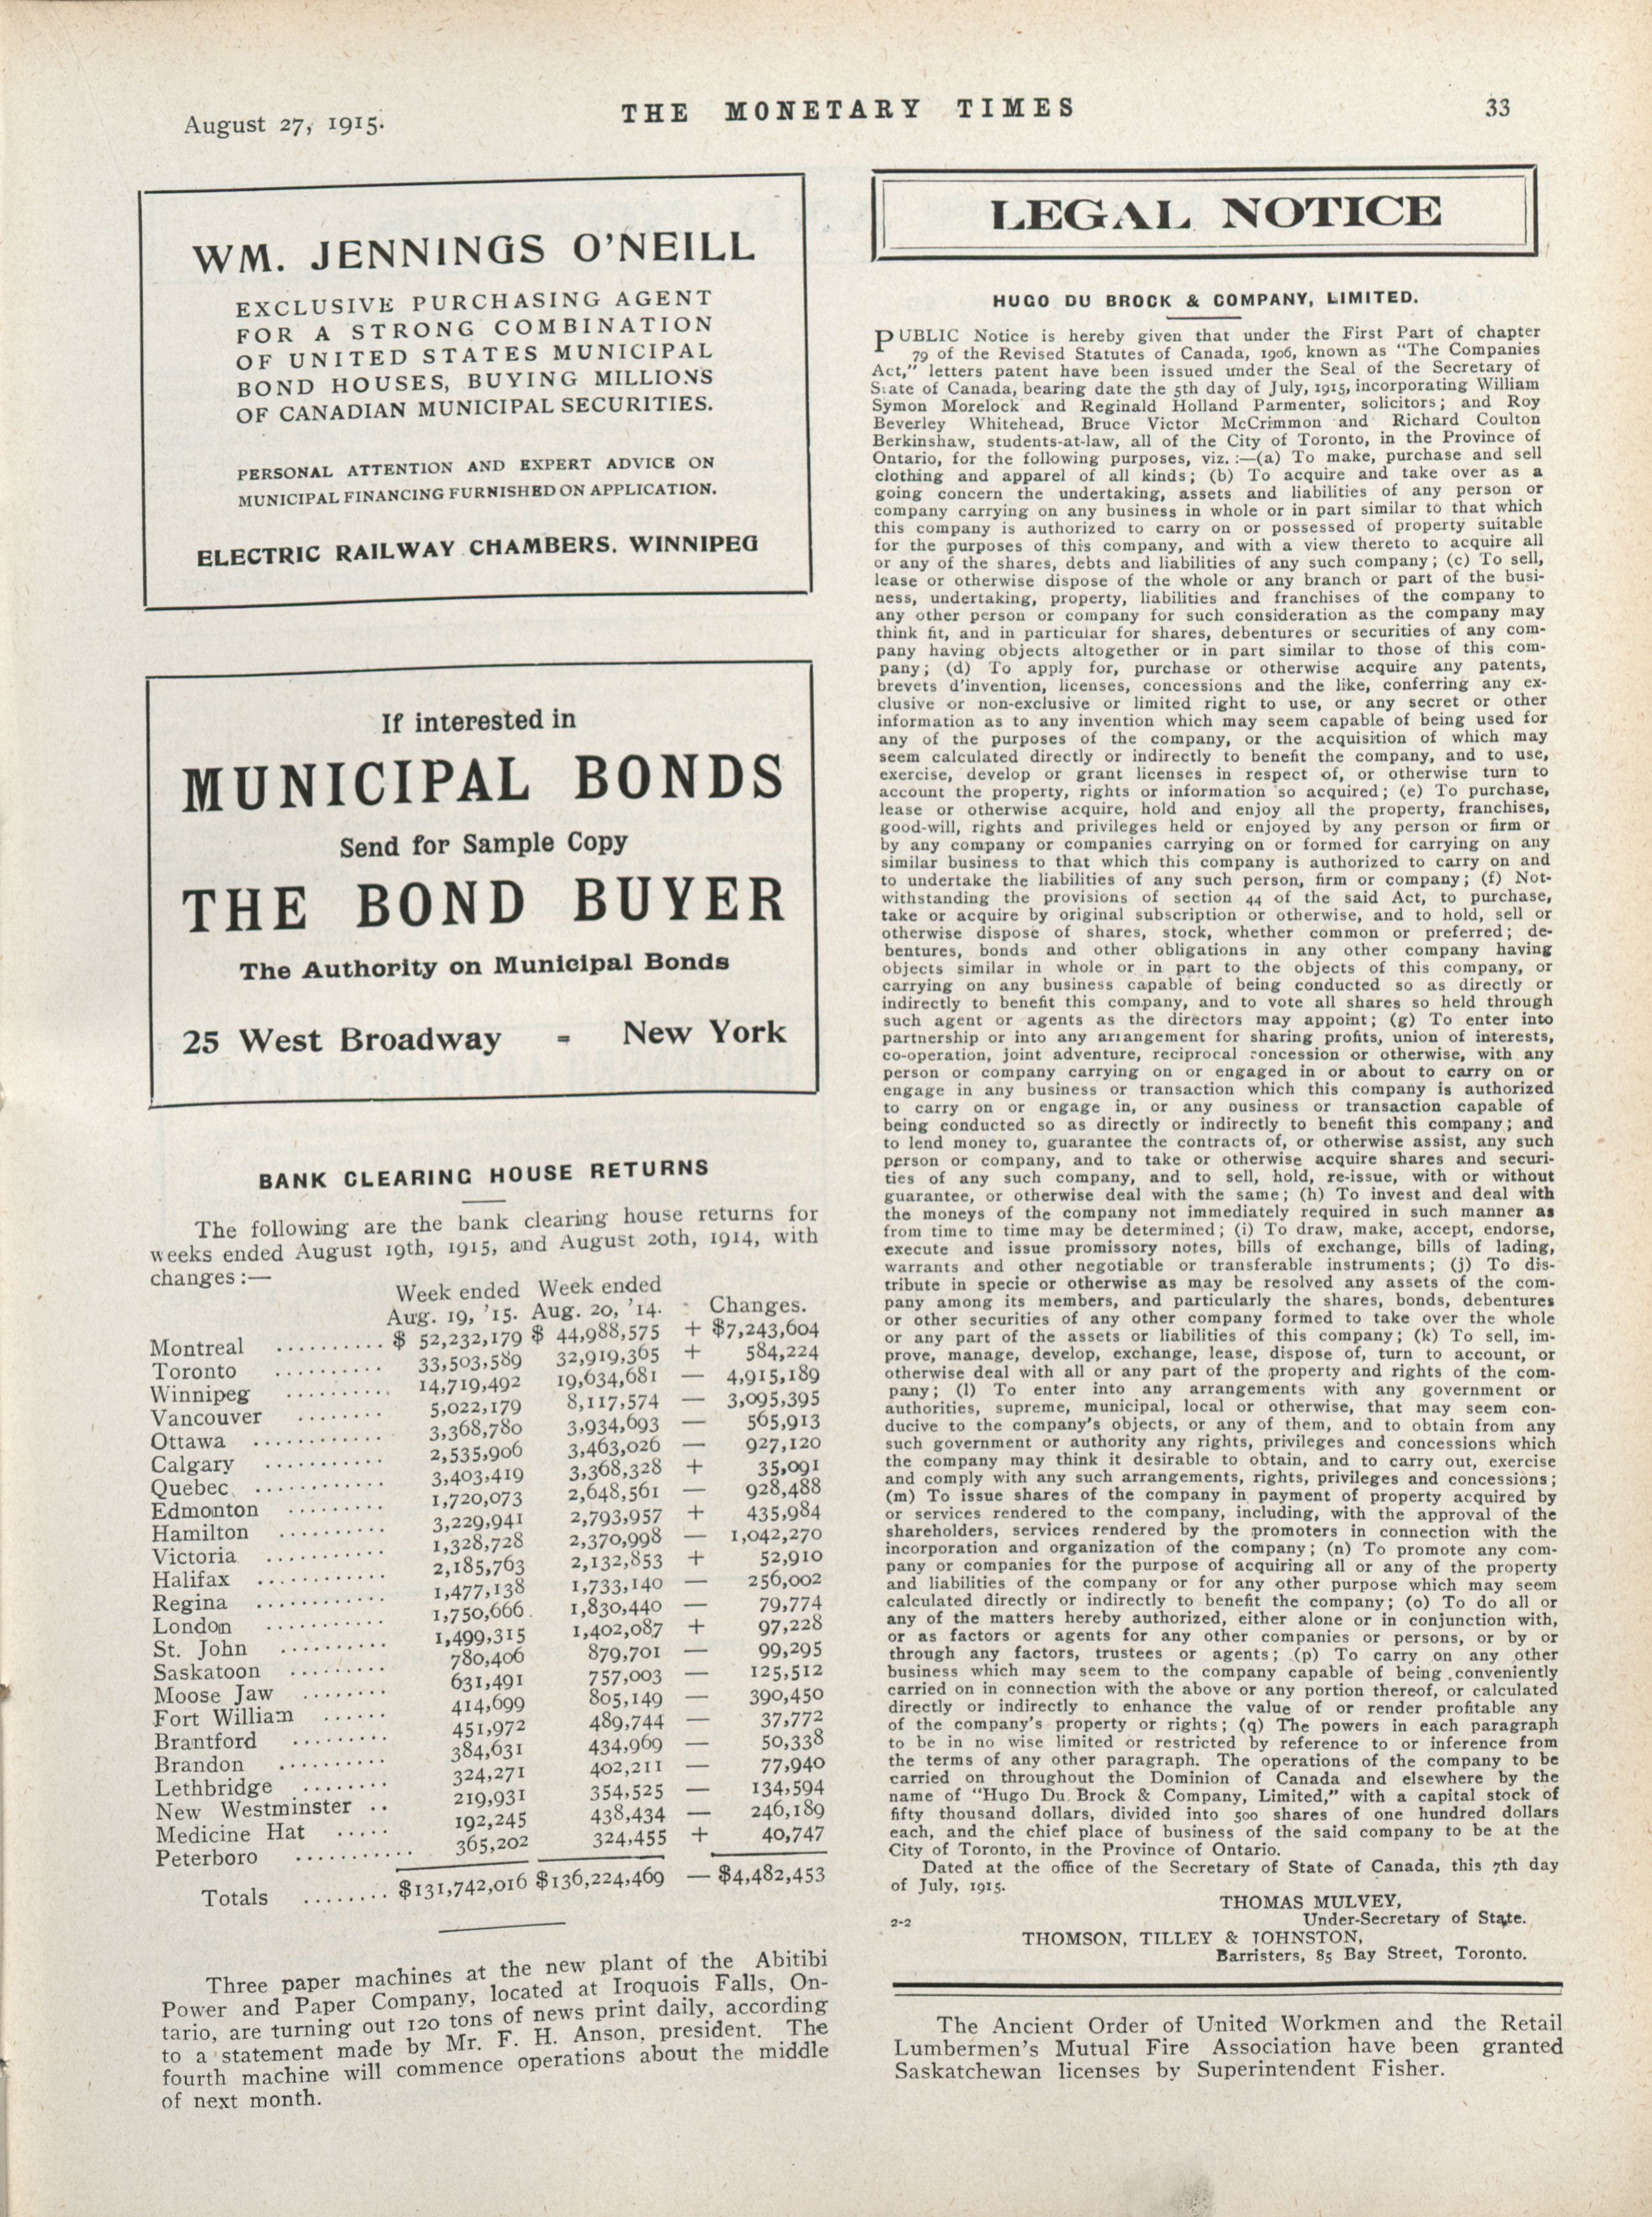 August 27, 1915.
THE MONETARY TIMES
33
WM. JENNINGS O'NEILL
EXCLUSIVE PURCHASING AGENT
FOR A STRONG COMBINATION
OF UNITED STATES MUNICIPAL
BOND HOUSES, BUYING MILLIONS
OF CANADIAN MUNICIPAL SECURITIES.
PERSONAL ATTENTION AND EXPERT ADVICE ON
MUNICIPAL FINANCING FURNISHED ON APPLICATION.
ELECTRIC RAILWAY CHAMBERS. WINNIPEG
If interested in
MUNICIPAL BONDS
Send for Sample Copy
THE BOND BUYER
The Authority on Municipal Bonds
25 West Broadway - New York
BANK CLEARING HOUSE RETURNS
The following are the bank clearing house returns for
weeks ended August 19th, 1915, and August 20th, 1914, with
changes:—
Week ended Week ended
Aug. 19, '15. Aug. 20, '14. Changes.
Montreal .......... $ 52,232,179 $ 44,988,575 + $7,243,604
Toronto .......... 33,503,589 32,919,365 + 584,224
Winnipeg .......... 14,719,492 19,634,681 — 4,915,189
Vancouver ........ 5,022,179 8,117,574 — 3,095,395
Ottawa ............ 3,368,780 3,934,693 — 565,913
Calgary ........... 2,535,906 3,463,026 — 927,120
Quebec ............ 3,403,419 3,368,328 + 35,091
Edmonton ......... 1,720,073 2,648,561 — 928,488
Hamilton .......... 3,229,941 2,793,957 + 435,984
Victoria ........... 1,328,728 2,370,998 — 1,042,270
Halifax ............ 2,185,763 2,132,853 + 52,910
Regina ............ 1,477,138 1,733,140 — 256,002
London ........... 1,750,666 1,830,440 — 79,774
St. John .......... 1,499,315 1,402,087 + 97,228
Saskatoon ......... 780,406 879,701 — 99,295
Moose Jaw ........ 631,491 757,003 — 125,512
Fort William ...... 414,699 805,149 — 390,450
Brantford ......... 451,972 489,744 — 37,772
Brandon .......... 384,631 434,969 — 50,338
Lethbridge ........ 324,271 402,211 — 77,940
New Westminster .. 219,931 354,525 — 134,594
Medicine Hat ..... 192,245 438,434 — 246,189
Peterboro ........... 365,202 324,455 + 40,747
Totals ........ $131,742,016 $136,224,469 — $4,482,453
Three paper machines at the new plant of the Abitibi
Power and Paper Company, located at Iroquois Falls, On-
tario, are turning out 120 tons of news print daily, according
to a statement made by Mr. F. H. Anson, president. The
fourth machine will commence operations about the middle
of next month.
LEGAL NOTICE
HUGO DU BROCK & COMPANY, LIMITED.
PUBLIC Notice is hereby given that under the First Part of chapter
79 of the Revised Statutes of Canada, 1906, known as "The Companies
Act," letters patent have been issued under the Seal of the Secretary of
State of Canada, bearing date the 5th day of July, 1915, incorporating William
Symon Morelock and Reginald Holland Parmenter, solicitors; and Roy
Beverley Whitehead, Bruce Victor McCrimmon and Richard Coulton
Berkinshaw, students-at-law, all of the City of Toronto, in the Province of
Ontario, for the following purposes, viz.:—(a) To make, purchase and sell
clothing and apparel of all kinds; (b) To acquire and take over as a
going concern the undertaking, assets and liabilities of any person or
company carrying on any business in whole or in part similar to that which
this company is authorized to carry on or possessed of property suitable
for the purposes of this company, and with a view thereto to acquire all
or any of the shares, debts and liabilities of any such company; (c) To sell,
lease or otherwise dispose of the whole or any branch or part of the busi-
ness, undertaking, property, liabilities and franchises of the company to
any other person or company for such consideration as the company may
think fit, and in particular for shares, debentures or securities of any com-
pany having objects altogether or in part similar to those of this com-
pany; (d) To apply for, purchase or otherwise acquire any patents,
brevets d'invention, licenses, concessions and the like, conferring any ex-
clusive or non-exclusive or limited right to use, or any secret or other
information as to any invention which may seem capable of being used for
any of the purposes of the company, or the acquisition of which may
seem calculated directly or indirectly to benefit the company, and to use,
exercise, develop or grant licenses in respect of, or otherwise turn to
account the property, rights or information so acquired; (e) To purchase,
lease or otherwise acquire, hold and enjoy all the property, franchises,
good-will, rights and privileges held or enjoyed by any person or firm or
by any company or companies carrying on or formed for carrying on any
similar business to that which this company is authorized to carry on and
to undertake the liabilities of any such person, firm or company; (f) Not-
withstanding the provisions of section 44 of the said Act, to purchase,
take or acquire by original subscription or otherwise, and to hold, sell or
otherwise dispose of shares, stock, whether common or preferred; de-
bentures, bonds and other obligations in any other company having
objects similar in whole or in part to the objects of this company, or
carrying on any business capable of being conducted so as directly or
indirectly to benefit this company, and to vote all shares so held through
such agent or agents as the directors may appoint; (g) To enter into
partnership or into any arrangement for sharing profits, union of interests,
co-operation, joint adventure, reciprocal concession or otherwise, with any
person or company carrying on or engaged in or about to carry on or
engage in any business or transaction which this company is authorized
to carry on or engage in, or any business or transaction capable of
being conducted so as directly or indirectly to benefit this company; and
to lend money to, guarantee the contracts of, or otherwise assist, any such
person or company, and to take or otherwise acquire shares and securi-
ties of any such company, and to sell, hold, re-issue, with or without
guarantee, or otherwise deal with the same; (h) To invest and deal with
the moneys of the company not immediately required in such manner as
from time to time may be determined; (i) To draw, make, accept, endorse,
execute and issue promissory notes, bills of exchange, bills of lading,
warrants and other negotiable or transferable instruments; (j) To dis-
tribute in specie or otherwise as may be resolved any assets of the com-
pany among its members, and particularly the shares, bonds, debentures
or other securities of any other company formed to take over the whole
or any part of the assets or liabilities of this company; (k) To sell, im-
prove, manage, develop, exchange, lease, dispose of, turn to account, or
otherwise deal with all or any part of the property and rights of the com-
pany; (l) To enter into any arrangements with any government or
authorities, supreme, municipal, local or otherwise, that may seem con-
ducive to the company's objects, or any of them, and to obtain from any
such government or authority any rights, privileges and concessions which
the company may think it desirable to obtain, and to carry out, exercise
and comply with any such arrangements, rights, privileges and concessions;
(m) To issue shares of the company in payment of property acquired by
or services rendered to the company, including, with the approval of the
shareholders, services rendered by the promoters in connection with the
incorporation and organization of the company; (n) To promote any com-
pany or companies for the purpose of acquiring all or any of the property
and liabilities of the company or for any other purpose which may seem
calculated directly or indirectly to benefit the company; (o) To do all or
any of the matters hereby authorized, either alone or in conjunction with,
or as factors or agents for any other companies or persons, or by or
through any factors, trustees or agents; (p) To carry on any other
business which may seem to the company capable of being conveniently
carried on in connection with the above or any portion thereof, or calculated
directly or indirectly to enhance the value of or render profitable any
of the company's property or rights; (q) The powers in each paragraph
to be in no wise limited or restricted by reference to or inference from
the terms of any other paragraph. The operations of the company to be
carried on throughout the Dominion of Canada and elsewhere by the
name of "Hugo Du Brock & Company, Limited," with a capital stock of
fifty thousand dollars, divided into 500 shares of one hundred dollars
each, and the chief place of business of the said company to be at the
City of Toronto, in the Province of Ontario.
Dated at the office of the Secretary of State of Canada, this 7th day
of July, 1915.
THOMAS MULVEY,
2-2 Under-Secretary of State.
THOMSON, TILLEY & JOHNSTON,
Barristers, 85 Bay Street, Toronto.
The Ancient Order of United Workmen and the Retail
Lumbermen's Mutual Fire Association have been granted
Saskatchewan licenses by Superintendent Fisher.